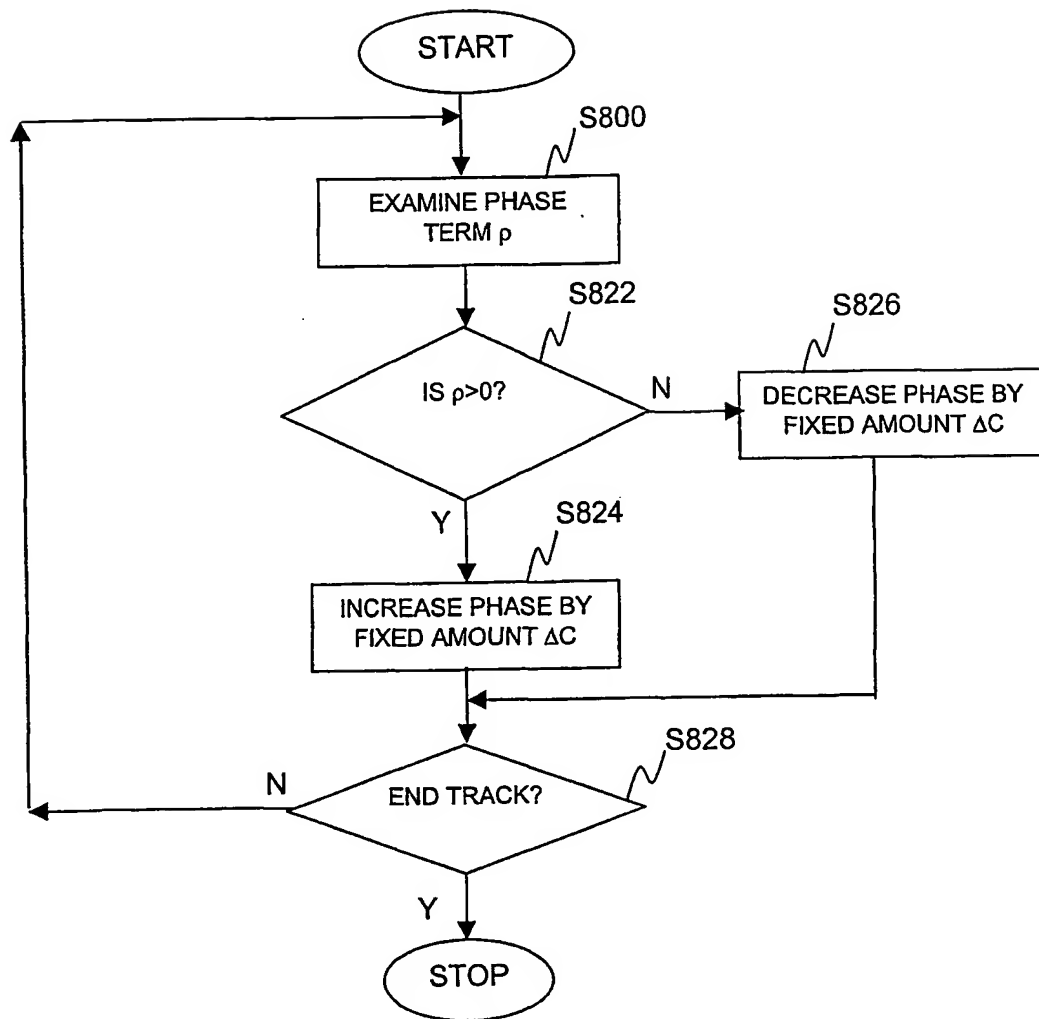 START
S800
EXAMINE PHASE
TERM ρ
S822
IS ρ>0?
N
S826
DECREASE PHASE BY
FIXED AMOUNT ΔC
Y
S824
INCREASE PHASE BY
FIXED AMOUNT ΔC
S828
N
END TRACK?
Y
STOP